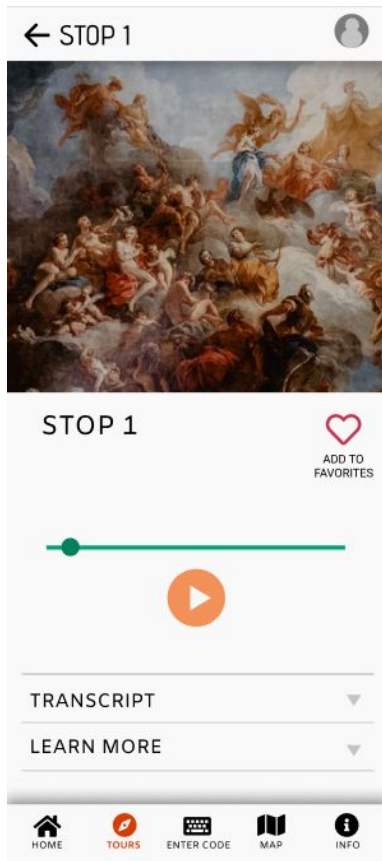 STOP 1
STOP 1
ADD TO
FAVORITES
TRANSCRIPT
LEARN MORE
HOME
TOURS
ENTER CODE
MAP
INFO